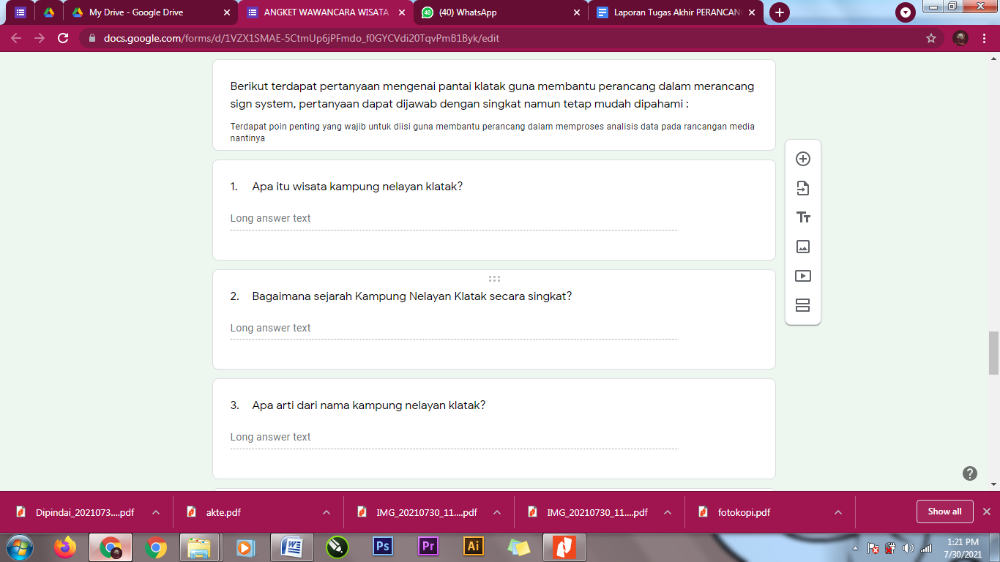 My Drive - Google Drive
ANGKET WAWANCARA WISATA
(40) WhatsApp
Laporan Tugas Akhir PERANCAN
docs.google.com/forms/d/1VZX1SMAE-5CtmUp6jPFmdo_f0GYCVdi20TqvPmB1Byk/edit
Berikut terdapat pertanyaan mengenai pantai klatak guna membantu perancang dalam merancang
sign system, pertanyaan dapat dijawab dengan singkat namun tetap mudah dipahami :
Terdapat poin penting yang wajib untuk diisi guna membantu perancang dalam memproses analisis data pada rancangan media
nantinya
1. Apa itu wisata kampung nelayan klatak?
Long answer text
2. Bagaimana sejarah Kampung Nelayan Klatak secara singkat?
Long answer text
3. Apa arti dari nama kampung nelayan klatak?
Long answer text
Dipindai_2021073....pdf
akte.pdf
IMG_20210730_11....pdf
IMG_20210730_11....pdf
fotokopi.pdf
Show all
Ps
Pr
Ai
1:21 PM
7/30/2021